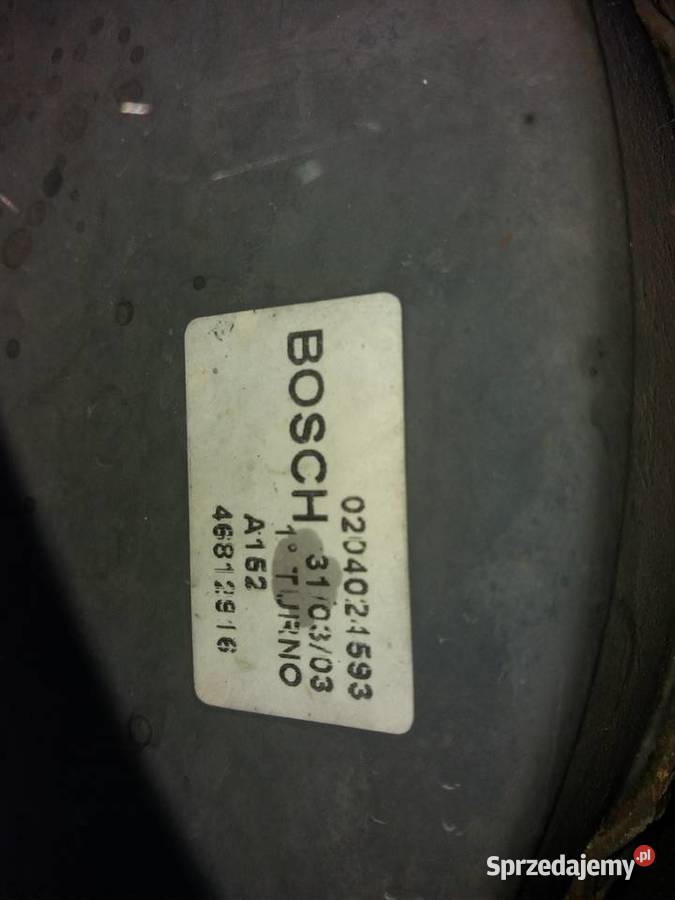 0204021593
BOSCH 31/03/03
1° TURNO
A152
46812916
Sprzedajemy.pl